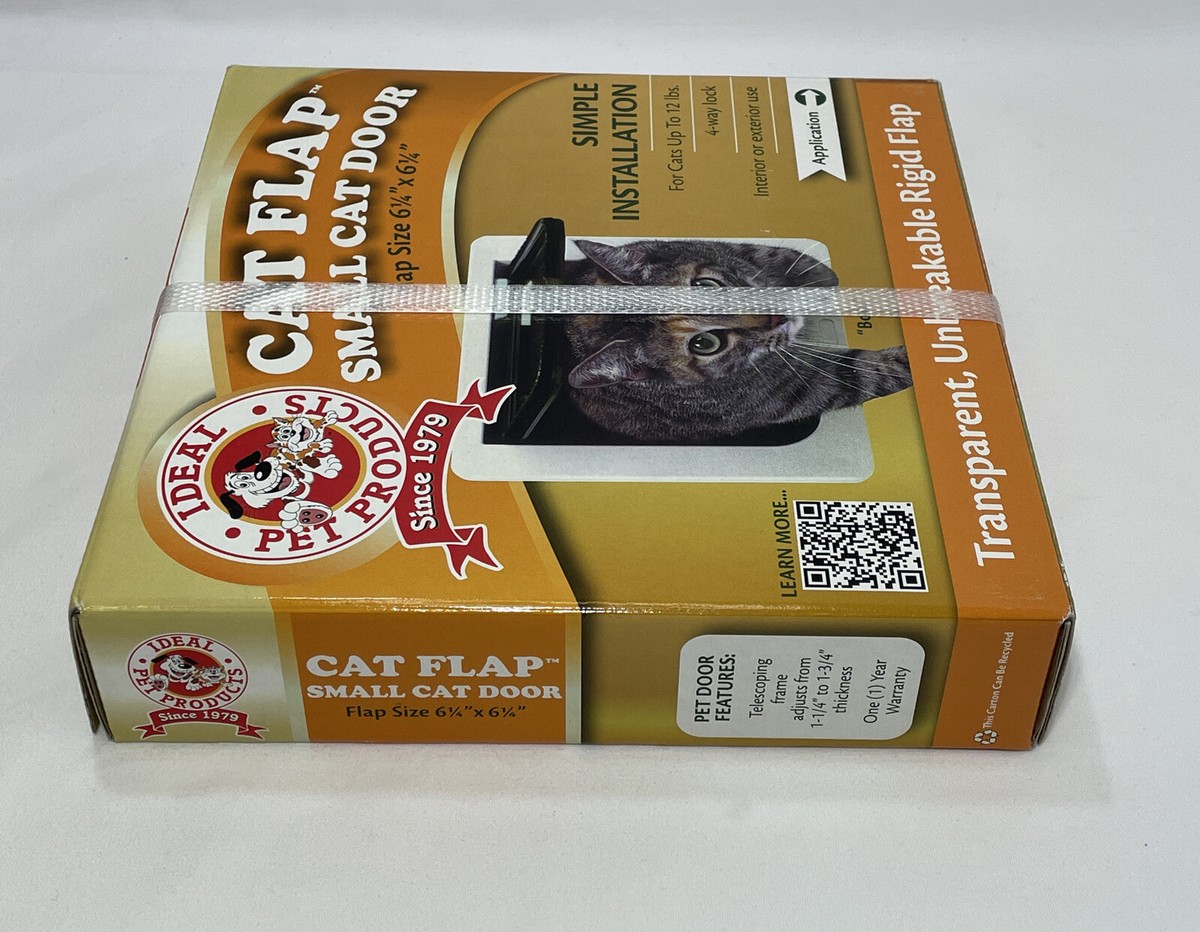 CAT FLAP™
SMALL CAT DOOR
Flap Size 6¼" x 6¼"
IDEAL
PET PRODUCTS
Since 1979
SIMPLE
INSTALLATION
For Cats Up To 12 lbs.
4-way lock
Interior or exterior use
Application
LEARN MORE...
Transparent, Unbreakable Rigid Flap
IDEAL
PET PRODUCTS
Since 1979
CAT FLAP™
SMALL CAT DOOR
Flap Size 6¼" x 6¼"
PET DOOR
FEATURES:
Telescoping
frame
adjusts from
1-1/4" to 1-3/4"
thickness
One (1) Year
Warranty
This Carton Can Be Recycled